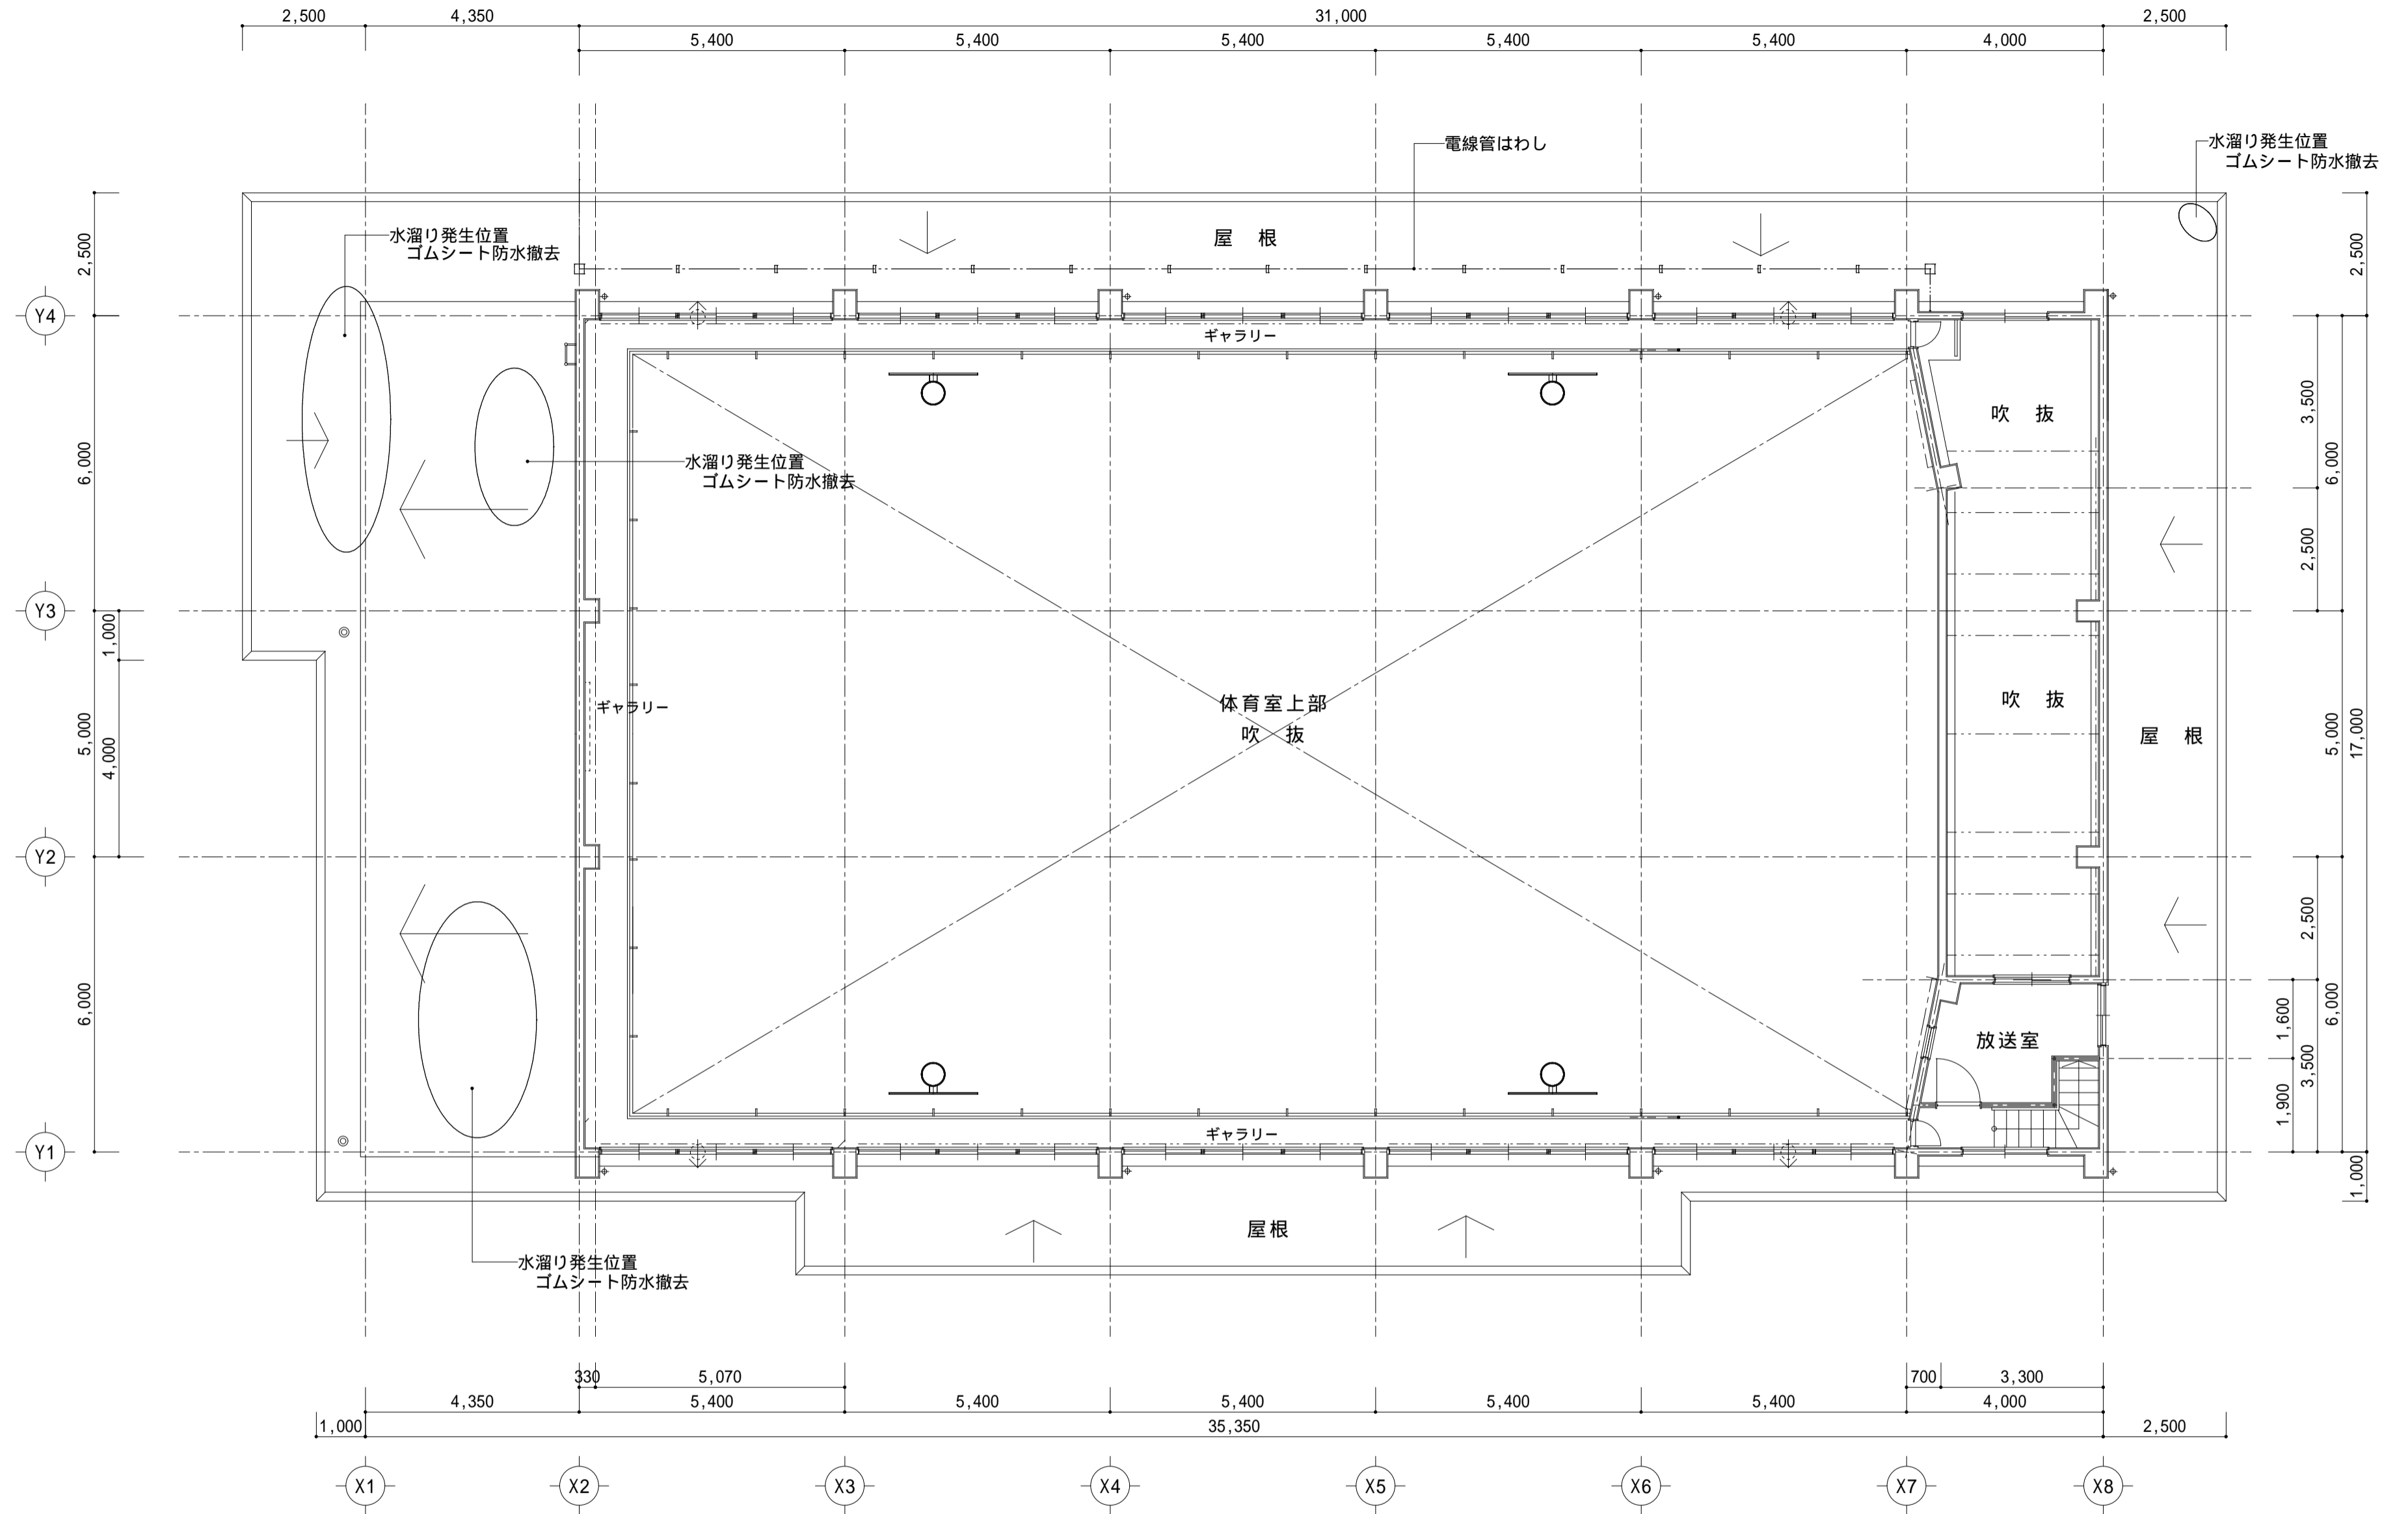 2,500
4,350
31,000
2,500
5,400
5,400
5,400
5,400
5,400
4,000
電線管はわし
水溜り発生位置
ゴムシート防水撤去
水溜り発生位置
ゴムシート防水撤去
屋 根
2,500
2,500
Y4
ギャラリー
吹 抜
3,500
6,000
6,000
水溜り発生位置
ゴムシート防水撤去
2,500
Y3
1,000
体育室上部
吹 抜
ギャラリー
吹 抜
屋 根
5,000
4,000
5,000
17,000
Y2
2,500
6,000
1,600
6,000
放送室
3,500
1,900
ギャラリー
Y1
1,000
屋根
水溜り発生位置
ゴムシート防水撤去
330
5,070
700
3,300
4,350
5,400
5,400
5,400
5,400
5,400
4,000
1,000
35,350
2,500
X1
X2
X3
X4
X5
X6
X7
X8